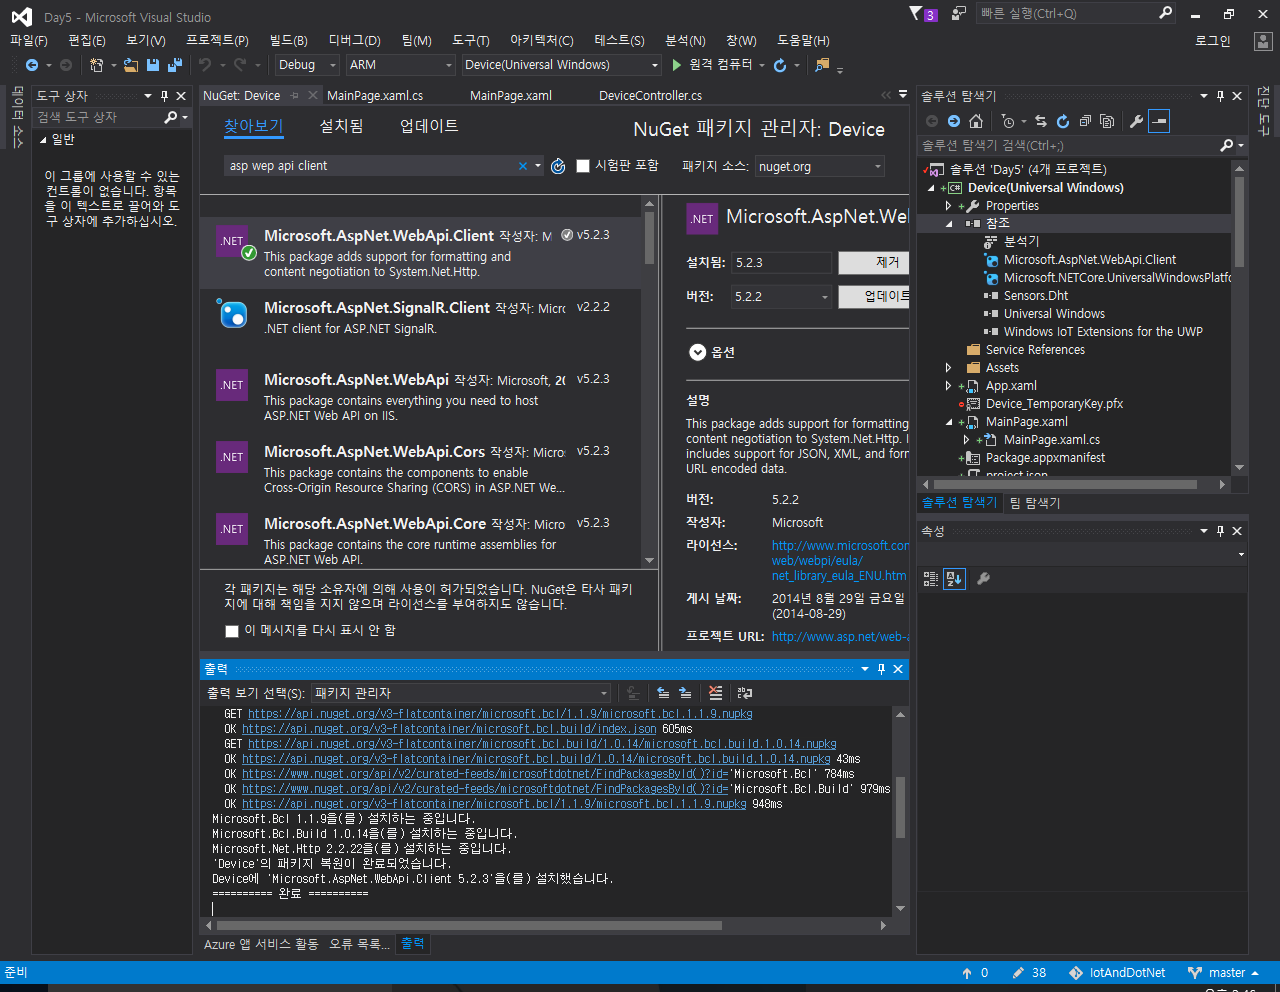 Day5 - Microsoft Visual Studio
3
빠른 실행(Ctrl+Q)
파일(F) 편집(E) 보기(V) 프로젝트(P) 빌드(B) 디버그(D) 팀(M) 도구(T) 아키텍처(C) 테스트(S) 분석(N) 창(W) 도움말(H)
로그인
Debug
ARM
Device(Universal Windows)
원격 컴퓨터
데이터 소스
도구 상자
검색 도구 상자
일반
이 그룹에 사용할 수 있는
컨트롤이 없습니다. 항목
을 이 텍스트로 끌어와 도
구 상자에 추가하십시오.
NuGet: Device
MainPage.xaml.cs
MainPage.xaml
DeviceController.cs
찾아보기
설치됨
업데이트
NuGet 패키지 관리자: Device
asp wep api client
시험판 포함
패키지 소스:
nuget.org
.NET
Microsoft.AspNet.WebApi.Client 작성자: M
v5.2.3
This package adds support for formatting and
content negotiation to System.Net.Http.
Microsoft.AspNet.SignalR.Client 작성자: Micro
v2.2.2
.NET client for ASP.NET SignalR.
.NET
Microsoft.AspNet.WebApi 작성자: Microsoft, 20
v5.2.3
This package contains everything you need to host
ASP.NET Web API on IIS.
.NET
Microsoft.AspNet.WebApi.Cors 작성자: Micro
v5.2.3
This package contains the components to enable
Cross-Origin Resource Sharing (CORS) in ASP.NET We...
.NET
Microsoft.AspNet.WebApi.Core 작성자: Micro
v5.2.3
This package contains the core runtime assemblies for
ASP.NET Web API.
각 패키지는 해당 소유자에 의해 사용이 허가되었습니다. NuGet은 타사 패키
지에 대해 책임을 지지 않으며 라이선스를 부여하지도 않습니다.
이 메시지를 다시 표시 안 함
.NET
Microsoft.AspNet.We
설치됨:
5.2.3
제거
버전:
5.2.2
업데이트
옵션
설명
This package adds support for formatting
content negotiation to System.Net.Http. I
includes support for JSON, XML, and form
URL encoded data.
버전: 5.2.2
작성자: Microsoft
라이선스: http://www.microsoft.com
web/webpi/eula/
net_library_eula_ENU.htm
게시 날짜: 2014년 8월 29일 금요일
(2014-08-29)
프로젝트 URL: http://www.asp.net/web-a
출력
출력 보기 선택(S):
패키지 관리자
GET https://api.nuget.org/v3-flatcontainer/microsoft.bcl/1.1.9/microsoft.bcl.1.1.9.nupkg
OK https://api.nuget.org/v3-flatcontainer/microsoft.bcl.build/index.json 605ms
GET https://api.nuget.org/v3-flatcontainer/microsoft.bcl.build/1.0.14/microsoft.bcl.build.1.0.14.nupkg
OK https://api.nuget.org/v3-flatcontainer/microsoft.bcl.build/1.0.14/microsoft.bcl.build.1.0.14.nupkg 43ms
OK https://www.nuget.org/api/v2/curated-feeds/microsoftdotnet/FindPackagesById()?id='Microsoft.Bcl' 784ms
OK https://www.nuget.org/api/v2/curated-feeds/microsoftdotnet/FindPackagesById()?id='Microsoft.Bcl.Build' 979ms
OK https://api.nuget.org/v3-flatcontainer/microsoft.bcl/1.1.9/microsoft.bcl.1.1.9.nupkg 948ms
Microsoft.Bcl 1.1.9을(를) 설치하는 중입니다.
Microsoft.Bcl.Build 1.0.14을(를) 설치하는 중입니다.
Microsoft.Net.Http 2.2.22을(를) 설치하는 중입니다.
'Device'의 패키지 복원이 완료되었습니다.
Device에 'Microsoft.AspNet.WebApi.Client 5.2.3'을(를) 설치했습니다.
========== 완료 ==========
Azure 앱 서비스 활동
오류 목록...
출력
솔루션 탐색기
솔루션 탐색기 검색(Ctrl+;)
솔루션 'Day5' (4개 프로젝트)
Device(Universal Windows)
Properties
참조
분석기
Microsoft.AspNet.WebApi.Client
Microsoft.NETCore.UniversalWindowsPlatfo
Sensors.Dht
Universal Windows
Windows IoT Extensions for the UWP
Service References
Assets
App.xaml
Device_TemporaryKey.pfx
MainPage.xaml
MainPage.xaml.cs
Package.appxmanifest
project.json
솔루션 탐색기
팀 탐색기
속성
진단 도구
준비
0
38
IotAndDotNet
master